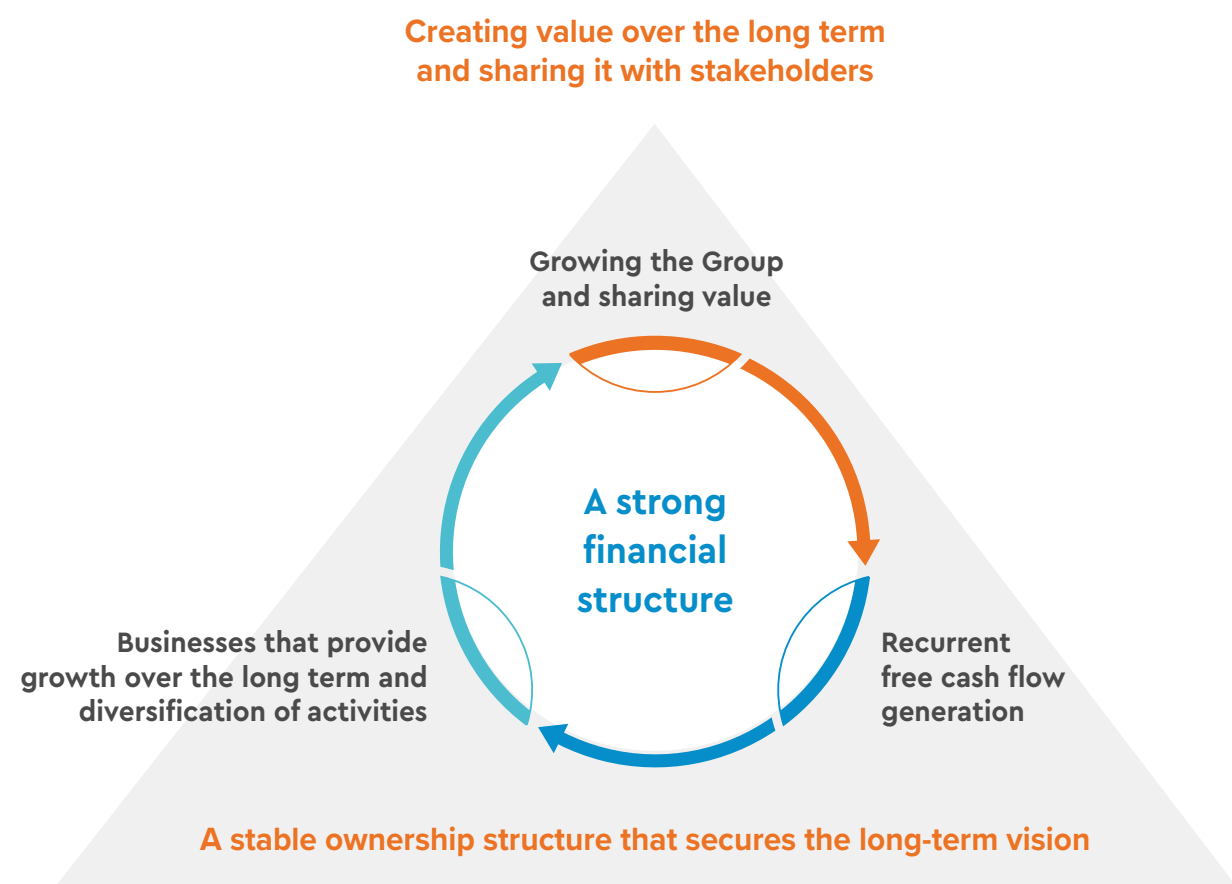 Creating value over the long term
and sharing it with stakeholders
Growing the Group
and sharing value
A strong
financial
structure
Businesses that provide
growth over the long term and
diversification of activities
Recurrent
free cash flow
generation
A stable ownership structure that secures the long-term vision